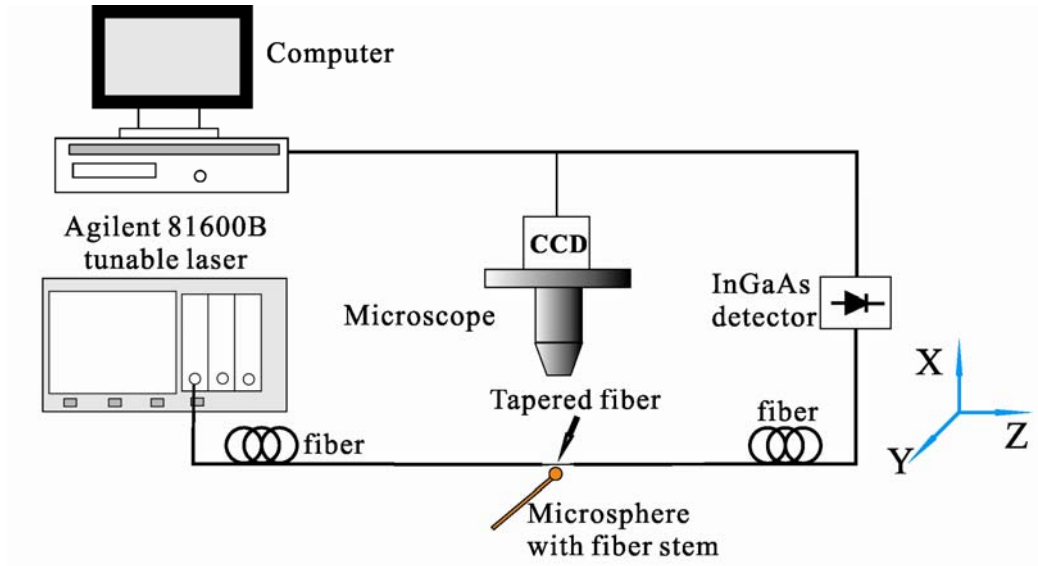 Computer
Agilent 81600B
tunable laser
CCD
InGaAs
detector
Microscope
Tapered fiber
fiber
fiber
X
Y
Z
Microsphere
with fiber stem